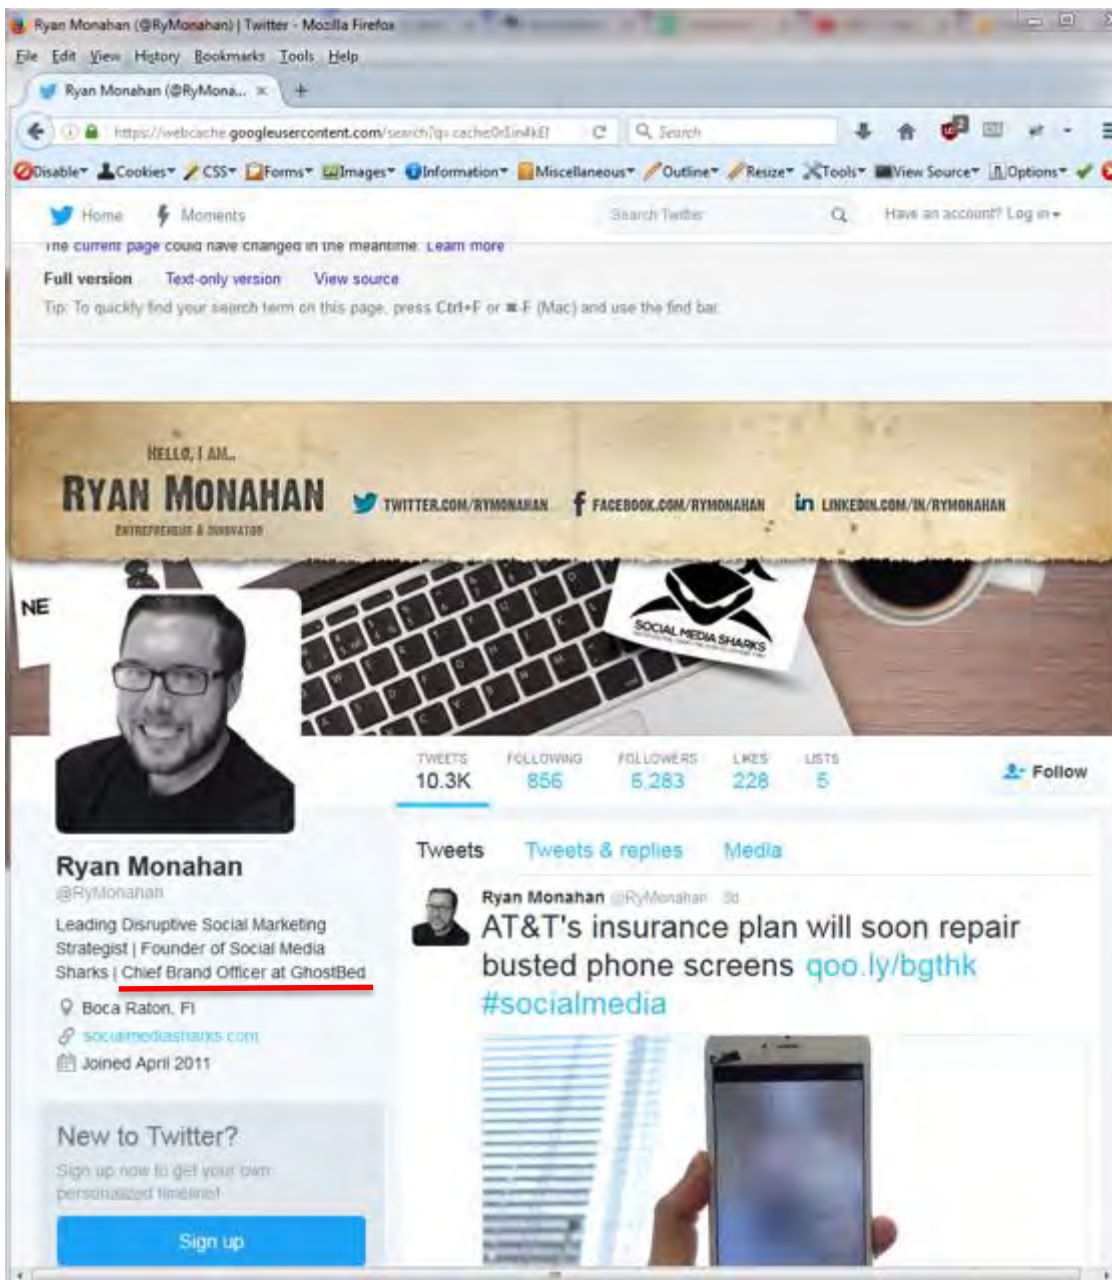 Ryan Monahan (@RyMonahan) | Twitter - Mozilla Firefox
File Edit View History Bookmarks Tools Help
Ryan Monahan (@RyMona...
https://webcache.googleusercontent.com/search?q=cache
Search
Disable Cookies CSS Forms Images Information Miscellaneous Outline Resize Tools View Source Options
Home Moments Search Twitter Have an account? Log in
The current page could have changed in the meantime. Learn more
Full version Text-only version View source
Tip: To quickly find your search term on this page, press Ctrl+F or ⌘-F (Mac) and use the find bar.
HELLO, I AM..
RYAN MONAHAN
ENTREPRENEUR & INNOVATOR
TWITTER.COM/RYMONAHAN FACEBOOK.COM/RYMONAHAN LINKEDIN.COM/IN/RYMONAHAN
NE
&
SOCIAL MEDIA SHARKS
TWEETS FOLLOWING FOLLOWERS LIKES LISTS
10.3K 856 228 5
Follow
Ryan Monahan
@RyMonahan
Leading Disruptive Social Marketing
Strategist | Founder of Social Media
Sharks | Chief Brand Officer at GhostBed
Boca Raton, Fl
socialmediasharks.com
Joined April 2011
New to Twitter?
Sign up now to get your own
personalized timeline!
Sign up
Tweets Tweets & replies Media
Ryan Monahan @RyMonahan
AT&T's insurance plan will soon repair
busted phone screens qoo.ly/bgthk
#socialmedia